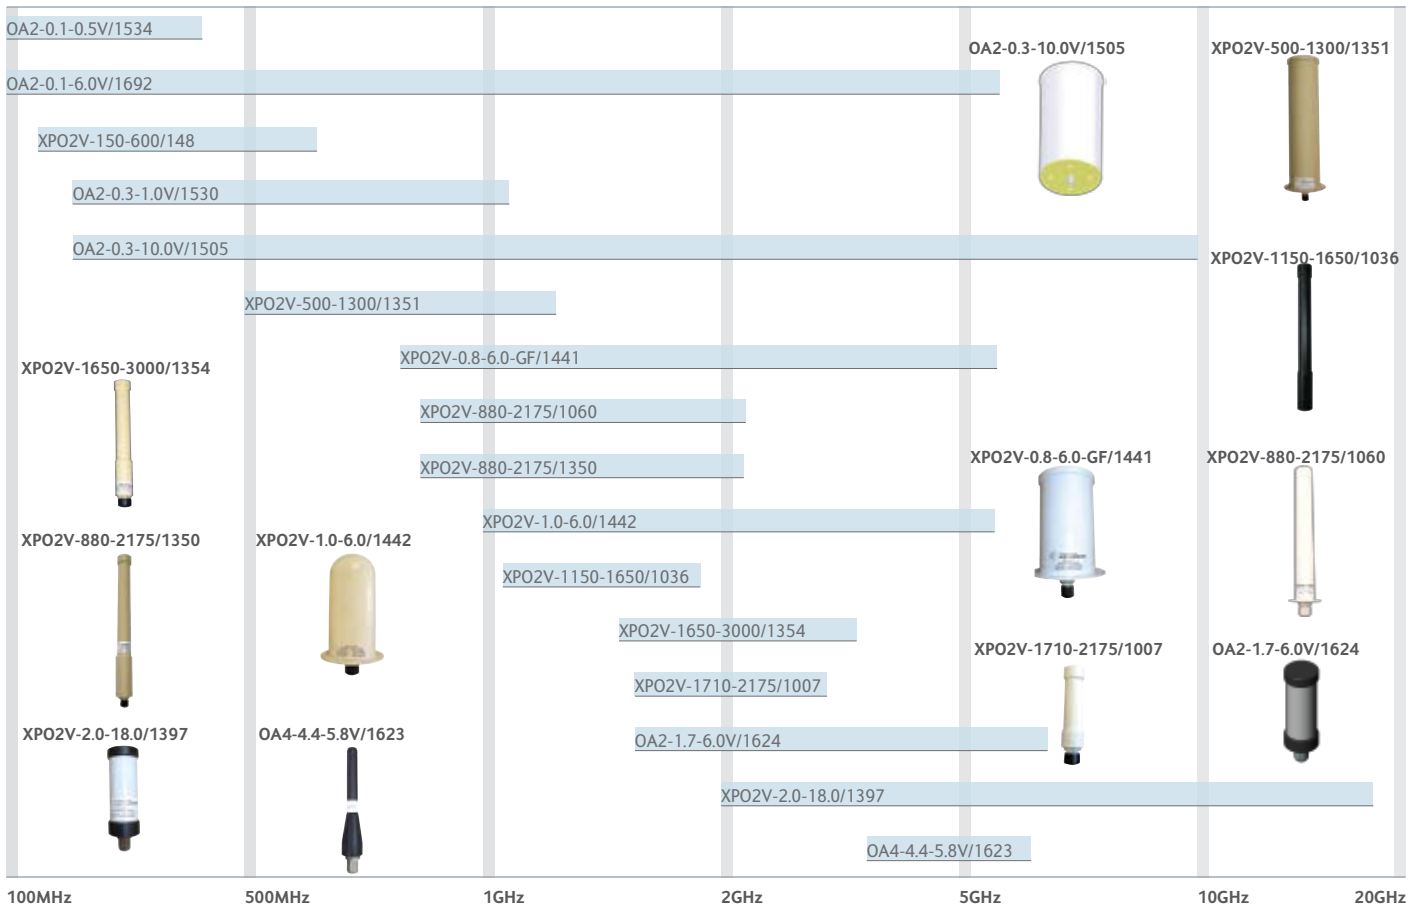 OA2-0.1-0.5V/1534
OA2-0.3-10.0V/1505
XPO2V-500-1300/1351
OA2-0.1-6.0V/1692
XPO2V-150-600/148
OA2-0.3-1.0V/1530
OA2-0.3-10.0V/1505
XPO2V-1150-1650/1036
XPO2V-500-1300/1351
XPO2V-0.8-6.0-GF/1441
XPO2V-1650-3000/1354
XPO2V-880-2175/1060
XPO2V-880-2175/1350
XPO2V-0.8-6.0-GF/1441
XPO2V-880-2175/1060
XPO2V-1.0-6.0/1442
XPO2V-880-2175/1350
XPO2V-1.0-6.0/1442
XPO2V-1150-1650/1036
XPO2V-1650-3000/1354
XPO2V-1710-2175/1007
OA2-1.7-6.0V/1624
XPO2V-1710-2175/1007
XPO2V-2.0-18.0/1397
OA4-4.4-5.8V/1623
OA2-1.7-6.0V/1624
XPO2V-2.0-18.0/1397
OA4-4.4-5.8V/1623
100MHz 500MHz 1GHz 2GHz 5GHz 10GHz 20GHz